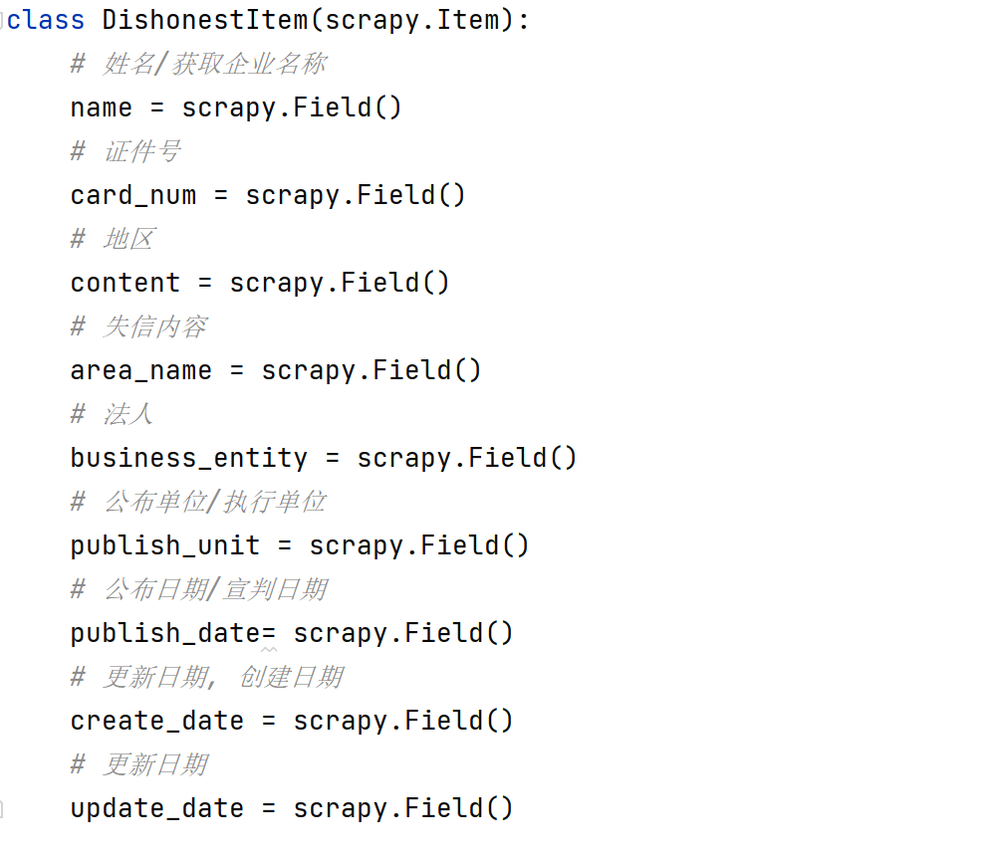 class DishonestItem(scrapy.Item):
    # 姓名/获取企业名称
    name = scrapy.Field()
    # 证件号
    card_num = scrapy.Field()
    # 地区
    content = scrapy.Field()
    # 失信内容
    area_name = scrapy.Field()
    # 法人
    business_entity = scrapy.Field()
    # 公布单位/执行单位
    publish_unit = scrapy.Field()
    # 公布日期/宣判日期
    publish_date= scrapy.Field()
    # 更新日期, 创建日期
    create_date = scrapy.Field()
    # 更新日期
    update_date = scrapy.Field()